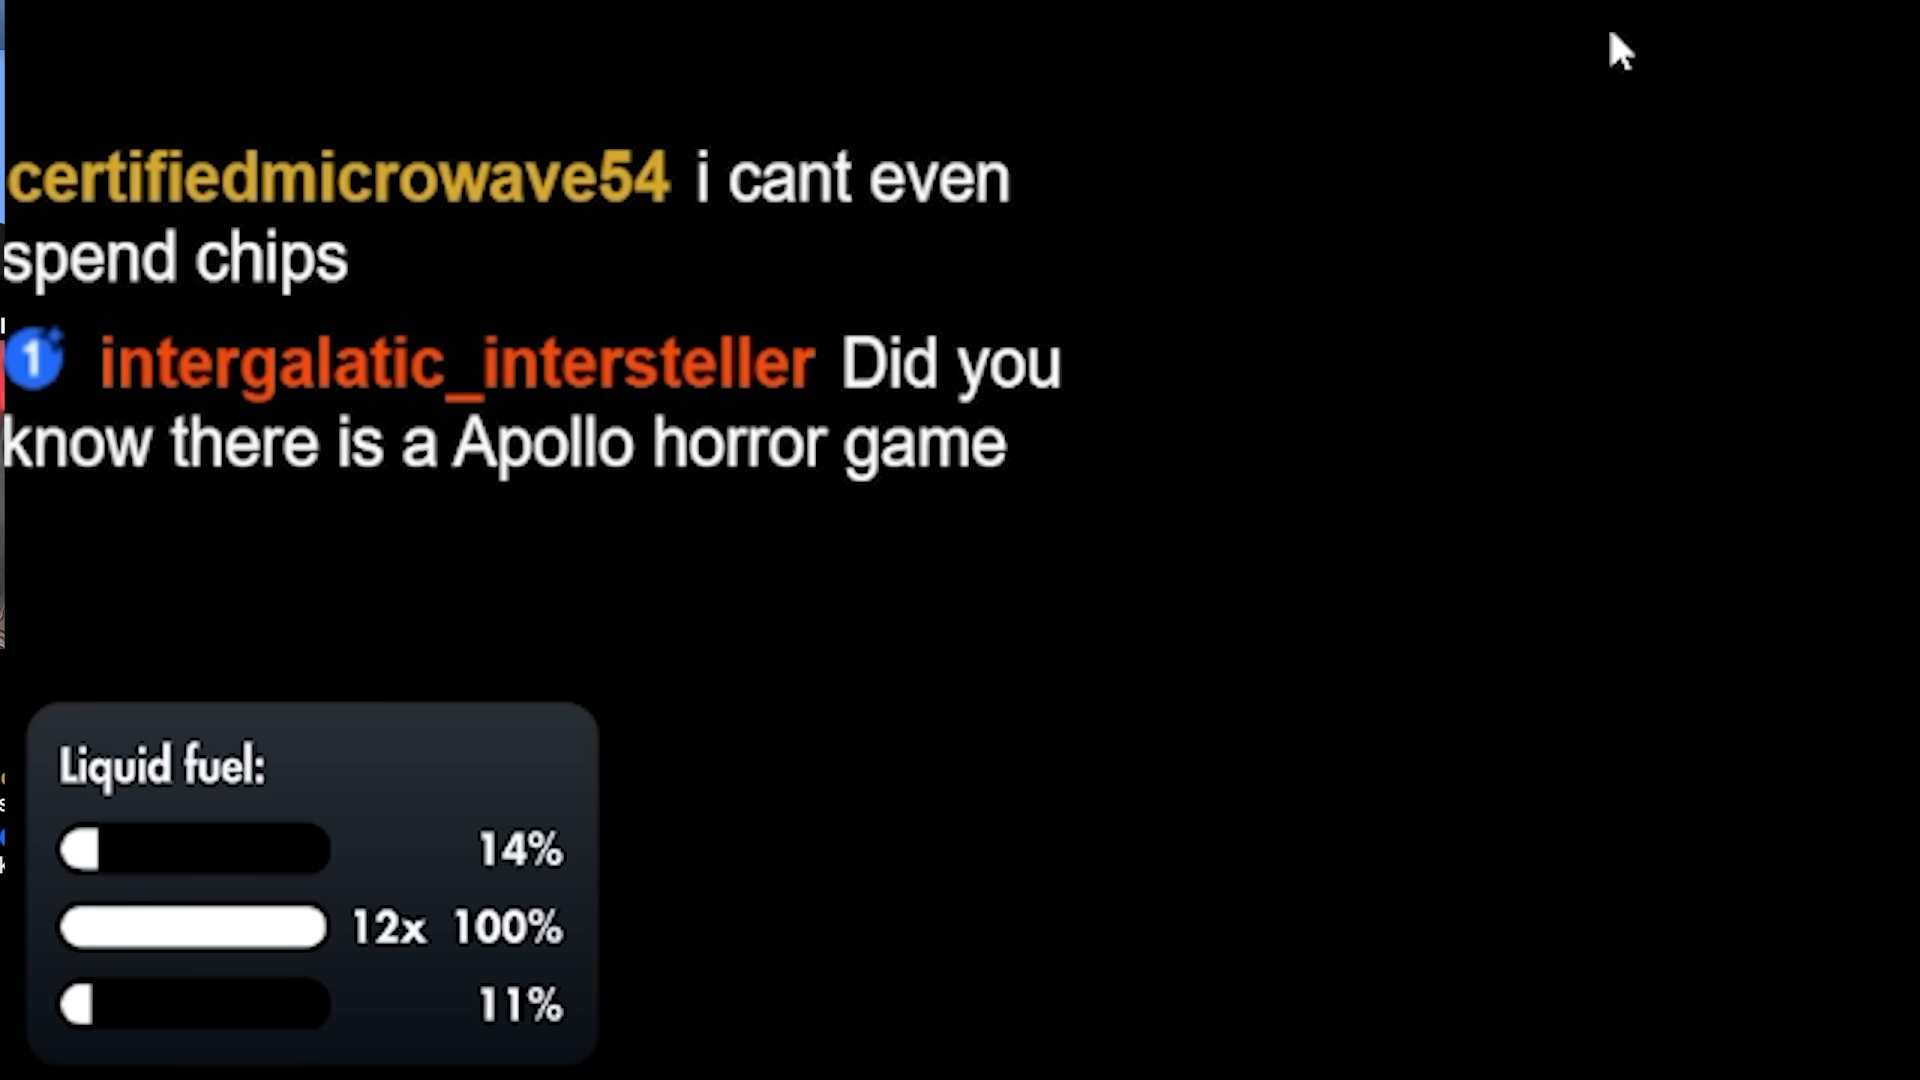 certifiedmicrowave54 i cant even
spend chips
1 intergalatic_intersteller Did you
know there is a Apollo horror game
Liquid fuel:
14%
12x 100%
11%